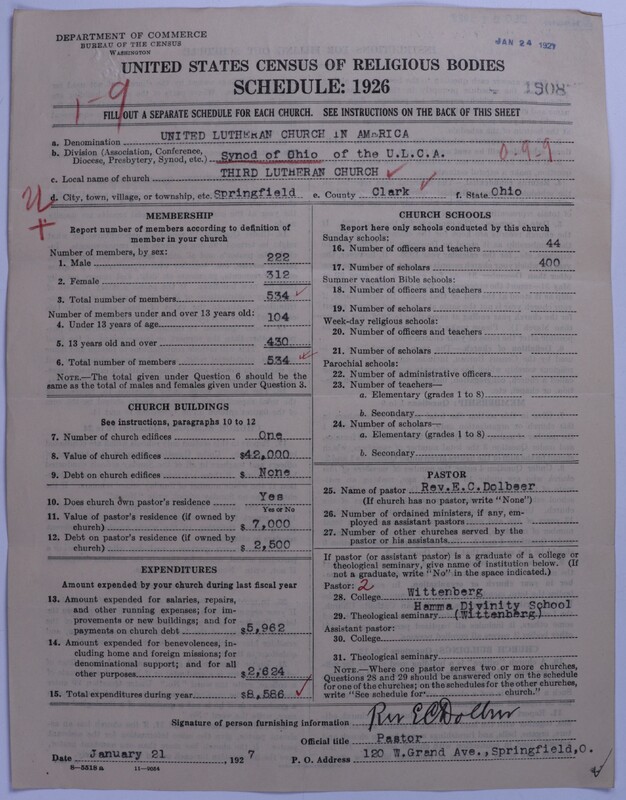 DEPARTMENT OF COMMERCE
BUREAU OF THE CENSUS
WASHINGTON
JAN 24 1927
UNITED STATES CENSUS OF RELIGIOUS BODIES
SCHEDULE: 1926
1-9
1908
FILL OUT A SEPARATE SCHEDULE FOR EACH CHURCH. SEE INSTRUCTIONS ON THE BACK OF THIS SHEET
a. Denomination UNITED LUTHERAN CHURCH IN AMERICA
b. Division (Association, Conference, Diocese, Presbytery, Synod, etc.) Synod of Ohio of the U.L.C.A. 0-9-9
c. Local name of church THIRD LUTHERAN CHURCH
d. City, town, village, or township, etc. Springfield e. County Clark f. State Ohio
MEMBERSHIP
Report number of members according to definition of
member in your church
Number of members, by sex:
1. Male 222
2. Female 312
3. Total number of members 534
Number of members under and over 13 years old:
4. Under 13 years of age 104
5. 13 years old and over 430
6. Total number of members 534
NOTE.—The total given under Question 6 should be
same as the total of males and females given under Question 3.
CHURCH BUILDINGS
See instructions, paragraphs 10 to 12
7. Number of church edifices One
8. Value of church edifices $42,000
9. Debt on church edifices $ None
10. Does church own pastor's residence Yes
Yes or No
11. Value of pastor's residence (if owned by
church) $ 7,000
12. Debt on pastor's residence (if owned by
church) $ 2,500
EXPENDITURES
Amount expended by your church during last fiscal year
13. Amount expended for salaries, repairs,
and other running expenses; for im-
provements or new buildings; and for
payments on church debt $5,962
14. Amount expended for benevolences, in-
cluding home and foreign missions; for
denominational support; and for all
other purposes $2,624
15. Total expenditures during year $8,586
CHURCH SCHOOLS
Report here only schools conducted by this church
Sunday schools:
16. Number of officers and teachers 44
17. Number of scholars 400
Summer vacation Bible schools:
18. Number of officers and teachers
19. Number of scholars
Week-day religious schools:
20. Number of officers and teachers
21. Number of scholars
Parochial schools:
22. Number of administrative officers
23. Number of teachers—
a. Elementary (grades 1 to 8)
b. Secondary
24. Number of scholars—
a. Elementary (grades 1 to 8)
b. Secondary
PASTOR
25. Name of pastor Rev.E.C.Dolbeer
(If church has no pastor, write "None")
26. Number of ordained ministers, if any, em-
ployed as assistant pastors
27. Number of other churches served by the
pastor or his assistants
If pastor (or assistant pastor) is a graduate of a college or
theological seminary, give name of institution below. (If
not a graduate, write "No" in the space indicated.)
Pastor: 2
28. College Wittenberg
Hamma Divinity School
29. Theological seminary (Wittenberg)
Assistant pastor:
30. College
31. Theological seminary
NOTE.—Where one pastor serves two or more churches,
Questions 28 and 29 should be answered only on the schedule
for one of the churches; on the schedules for the other churches,
write "See schedule for church."
Signature of person furnishing information Rev E C Dolbeer
Official title Pastor
Date January 21, 1927 P. O. Address 120 W.Grand Ave.,Springfield,O.
8—5318 a 11—9054